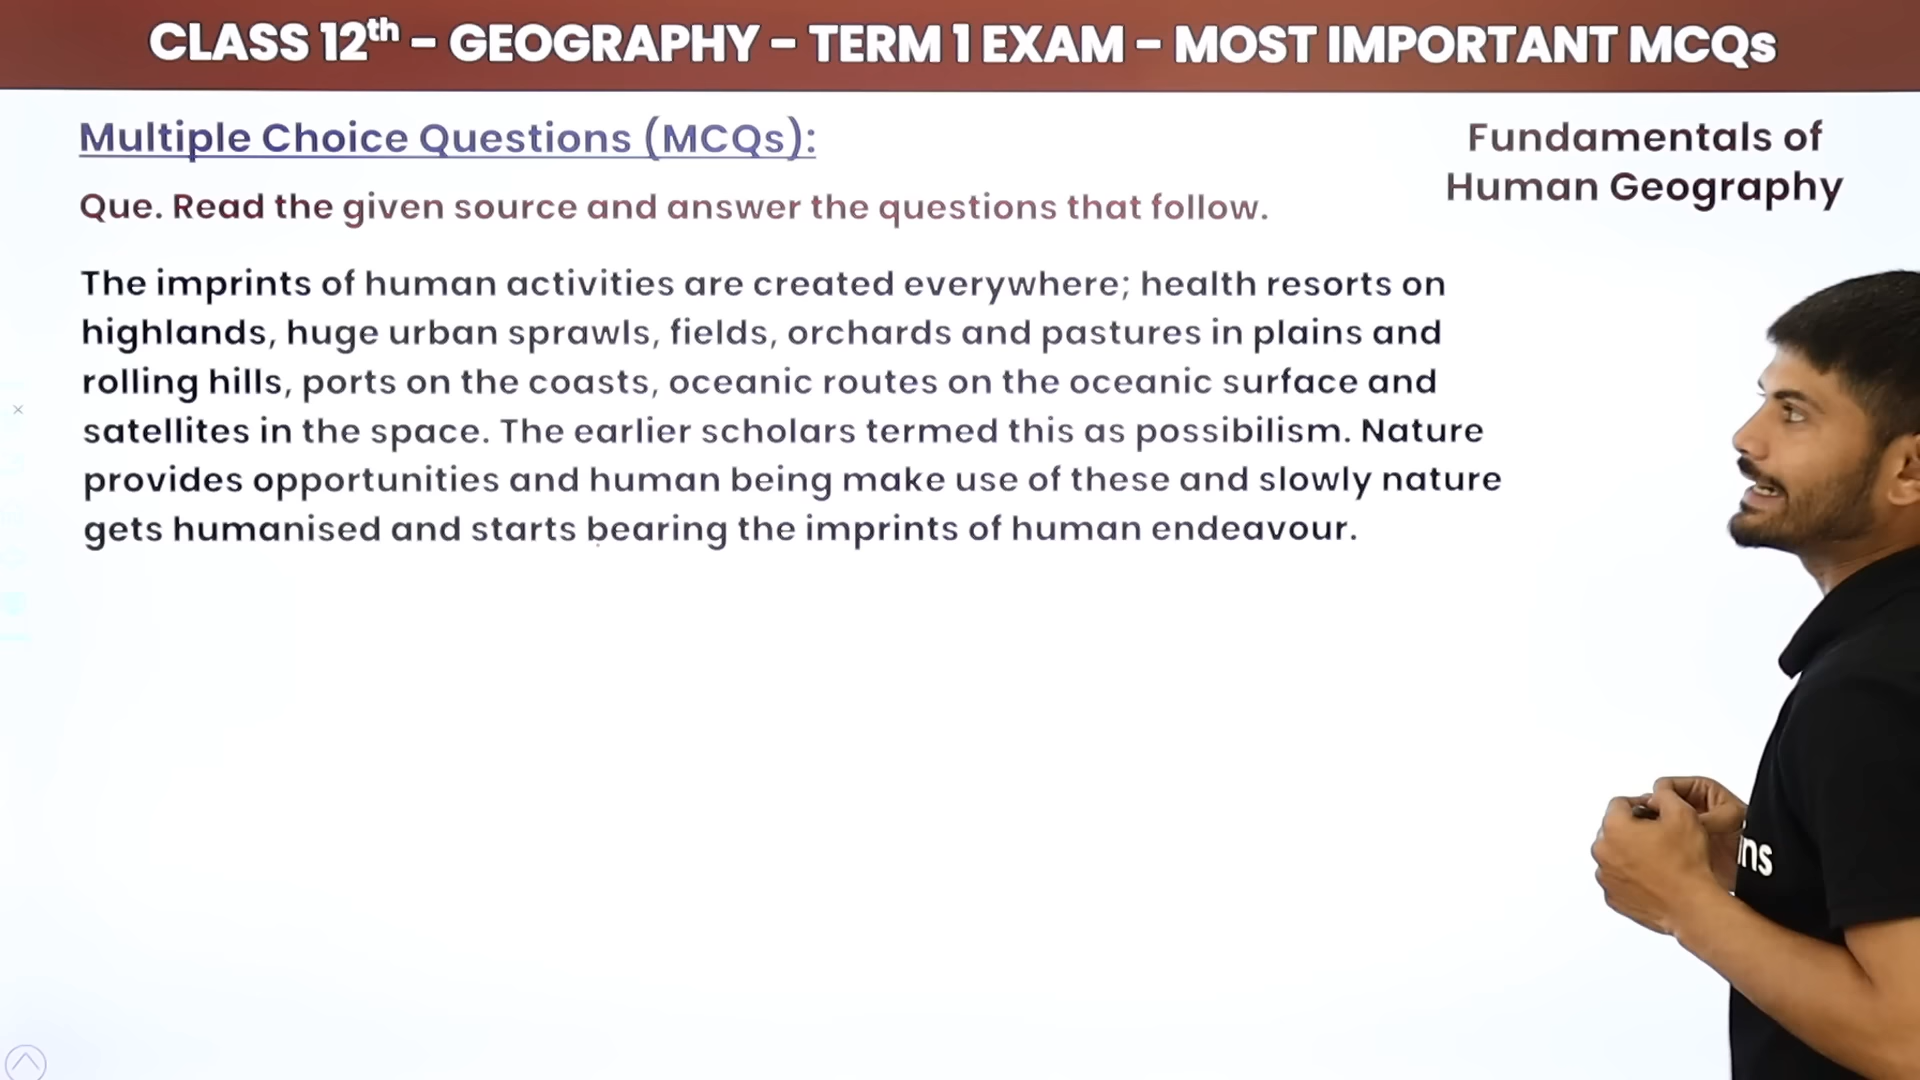 CLASS 12th – GEOGRAPHY – TERM 1 EXAM – MOST IMPORTANT MCQs
Multiple Choice Questions (MCQs):
Fundamentals of
Human Geography
Que. Read the given source and answer the questions that follow.
The imprints of human activities are created everywhere; health resorts on
highlands, huge urban sprawls, fields, orchards and pastures in plains and
rolling hills, ports on the coasts, oceanic routes on the oceanic surface and
satellites in the space. The earlier scholars termed this as possibilism. Nature
provides opportunities and human being make use of these and slowly nature
gets humanised and starts bearing the imprints of human endeavour.